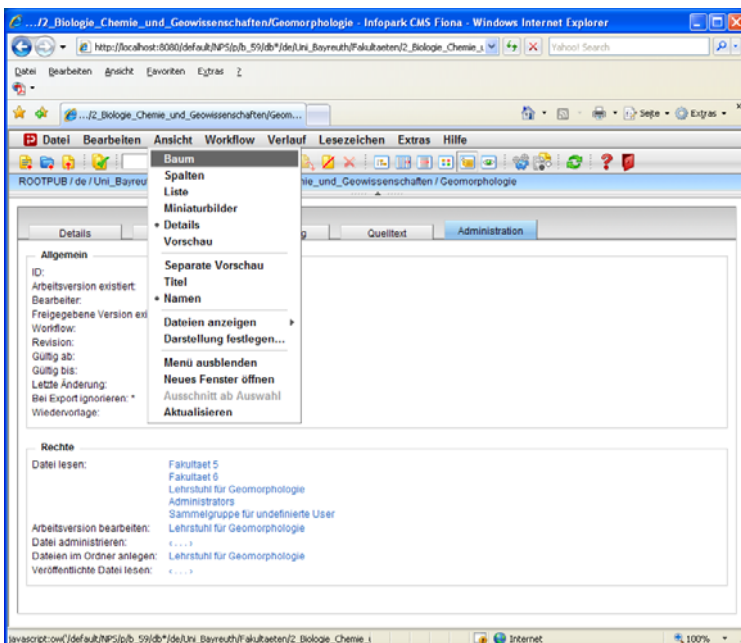 .../2_Biologie_Chemie_und_Geowissenschaften/Geomorphologie - Infopark CMS Fiona - Windows Internet Explorer
http://localhost:8080/default/NPS/p/b_59/db*/de/Uni_Bayreuth/Fakultaeten/2_Biologie_Chemie_
Yahoo! Search
Datei Bearbeiten Ansicht Favoriten Extras ?
.../2_Biologie_Chemie_und_Geowissenschaften/Geom...
Seite Extras
Datei Bearbeiten Ansicht Workflow Verlauf Lesezeichen Extras Hilfe
ROOTPUB / de / Uni_Bayreu
ie_und_Geowissenschaften / Geomorphologie
Baum
Spalten
Liste
Miniaturbilder
Details
Vorschau
Separate Vorschau
Titel
Namen
Dateien anzeigen
Darstellung festlegen...
Menü ausblenden
Neues Fenster öffnen
Ausschnitt ab Auswahl
Aktualisieren
Details g Quelltext Administration
Allgemein
ID:
Arbeitsversion existiert:
Bearbeiter:
Freigegebene Version exi
Workflow:
Revision:
Gültig ab:
Gültig bis:
Letzte Änderung:
Bei Export ignorieren: *
Wiedervorlage:
Rechte
Datei lesen: Fakultaet 5
Fakultaet 6
Lehrstuhl für Geomorphologie
Administrators
Sammelgruppe für undefinierte User
Arbeitsversion bearbeiten: Lehrstuhl für Geomorphologie
Datei administrieren: <...>
Dateien im Ordner anlegen: Lehrstuhl für Geomorphologie
Veröffentlichte Datei lesen: <...>
javascript:ow('/default/NPS/p/b_59/db*/de/Uni_Bayreuth/Fakultaeten/2_Biologie_Chemie_ Internet 100%